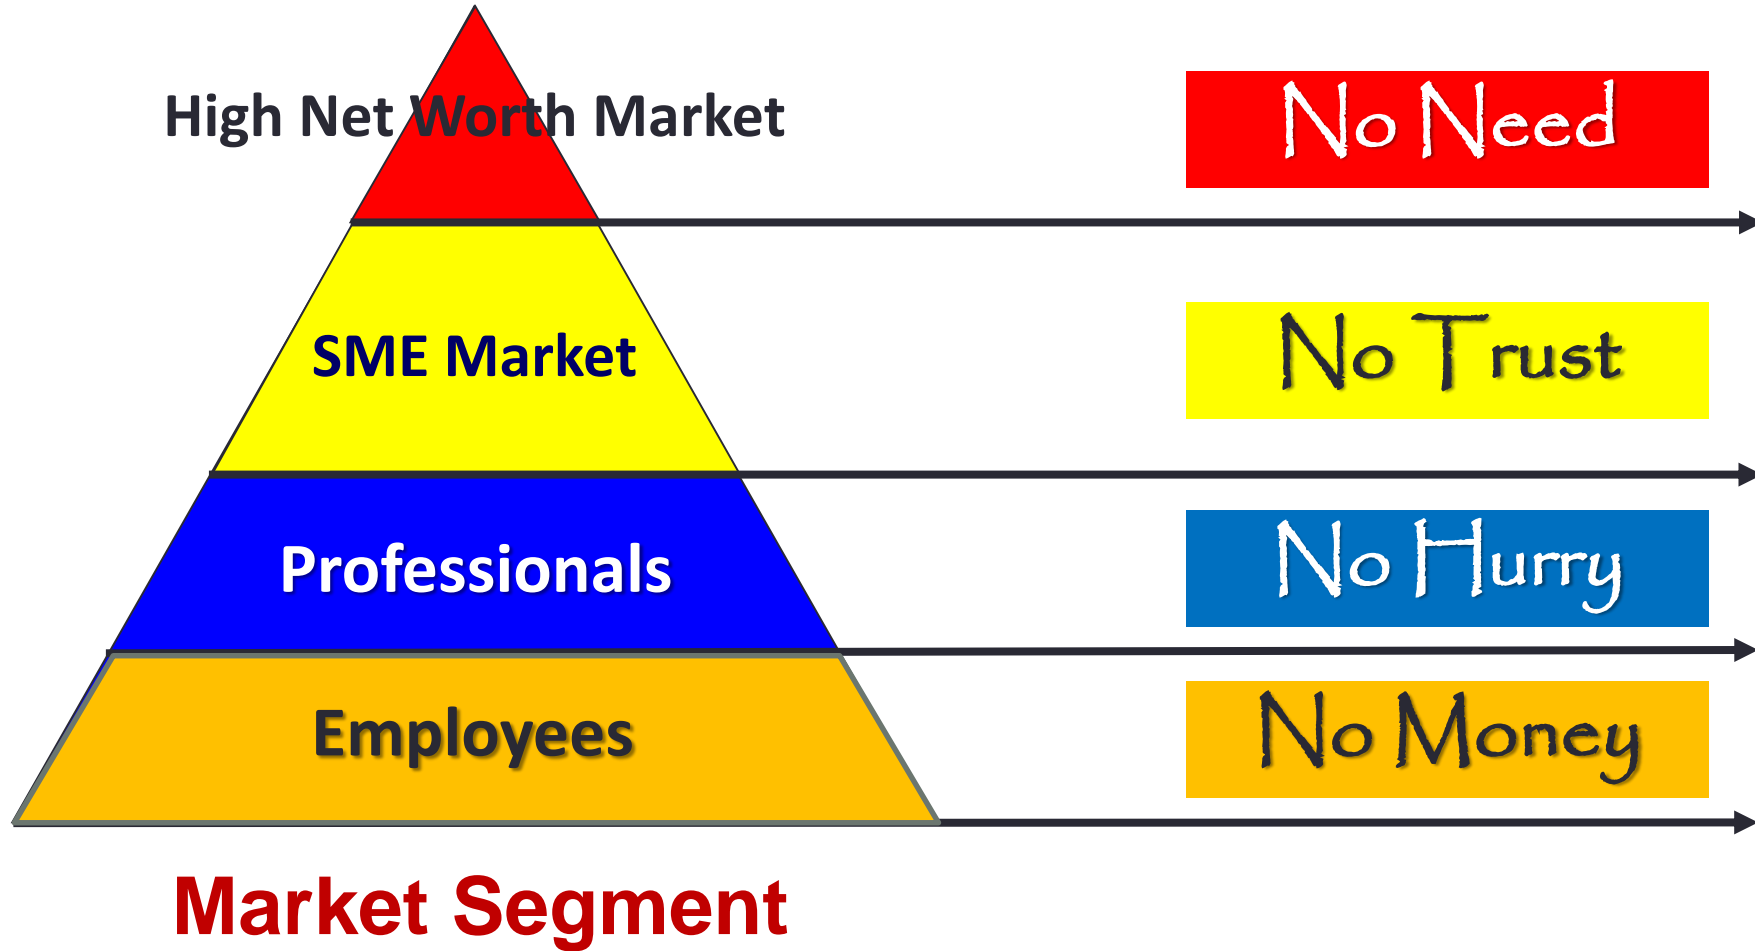 High Net Worth Market
No Need
SME Market
No Trust
Professionals
No Hurry
Employees
No Money
Market Segment